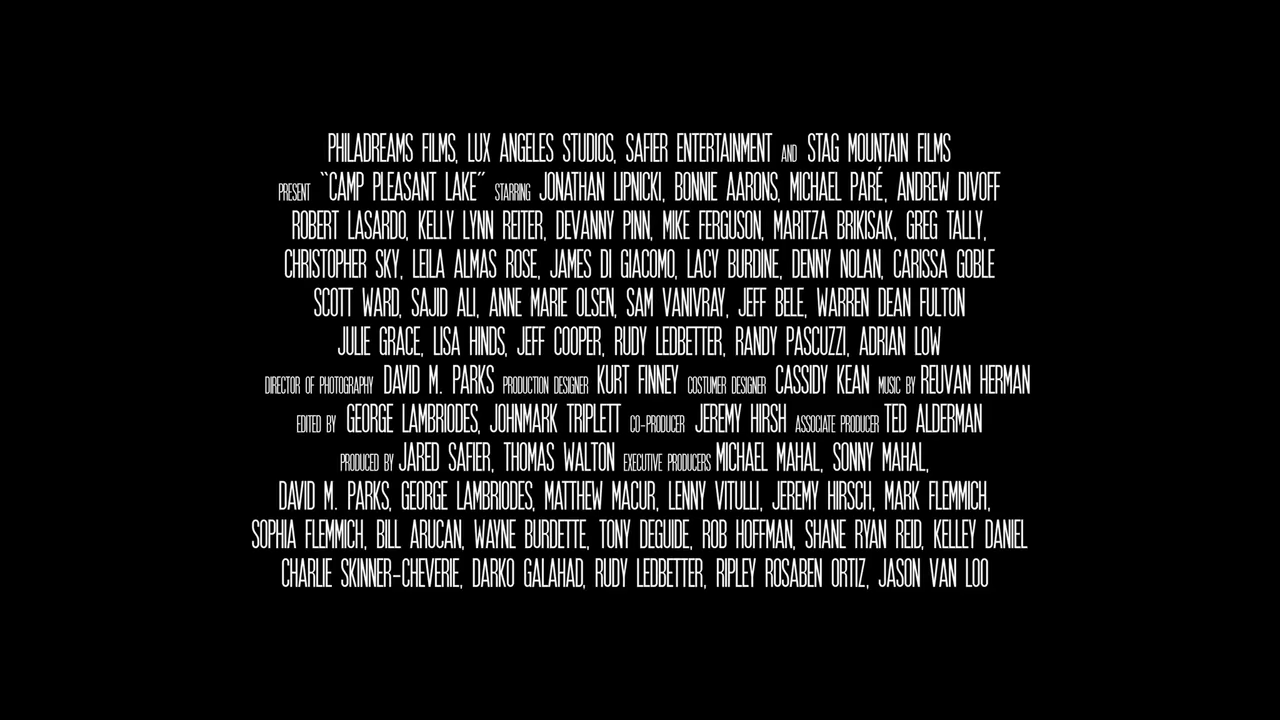 PHILADREAMS FILMS, LUX ANGELES STUDIOS, SAFIER ENTERTAINMENT AND STAG MOUNTAIN FILMS
PRESENT "CAMP PLEASANT LAKE" STARRING JONATHAN LIPNICKI, BONNIE AARONS, MICHAEL PARÉ, ANDREW DIVOFF
ROBERT LASARDO, KELLY LYNN REITER, DEVANNY PINN, MIKE FERGUSON, MARITZA BRIKISAK, GREG TALLY,
CHRISTOPHER SKY, LEILA ALMAS ROSE, JAMES DI GIACOMO, LACY BURDINE, DENNY NOLAN, CARISSA GOBLE
SCOTT WARD, SAJID ALI, ANNE MARIE OLSEN, SAM VANIVRAY, JEFF BELE, WARREN DEAN FULTON
JULIE GRACE, LISA HINDS, JEFF COOPER, RUDY LEDBETTER, RANDY PASCUZZI, ADRIAN LOW
DIRECTOR OF PHOTOGRAPHY DAVID M. PARKS PRODUCTION DESIGNER KURT FINNEY COSTUMER DESIGNER CASSIDY KEAN MUSIC BY REUVAN HERMAN
EDITED BY GEORGE LAMBRIODES, JOHNMARK TRIPLETT CO-PRODUCER JEREMY HIRSH ASSOCIATE PRODUCER TED ALDERMAN
PRODUCED BY JARED SAFIER, THOMAS WALTON EXECUTIVE PRODUCERS MICHAEL MAHAL, SONNY MAHAL,
DAVID M. PARKS, GEORGE LAMBRIODES, MATTHEW MACUR, LENNY VITULLI, JEREMY HIRSCH, MARK FLEMMICH,
SOPHIA FLEMMICH, BILL ARUCAN, WAYNE BURDETTE, TONY DEGUIDE, ROB HOFFMAN, SHANE RYAN REID, KELLEY DANIEL
CHARLIE SKINNER-CHEVERIE, DARKO GALAHAD, RUDY LEDBETTER, RIPLEY ROSABEN ORTIZ, JASON VAN LOO